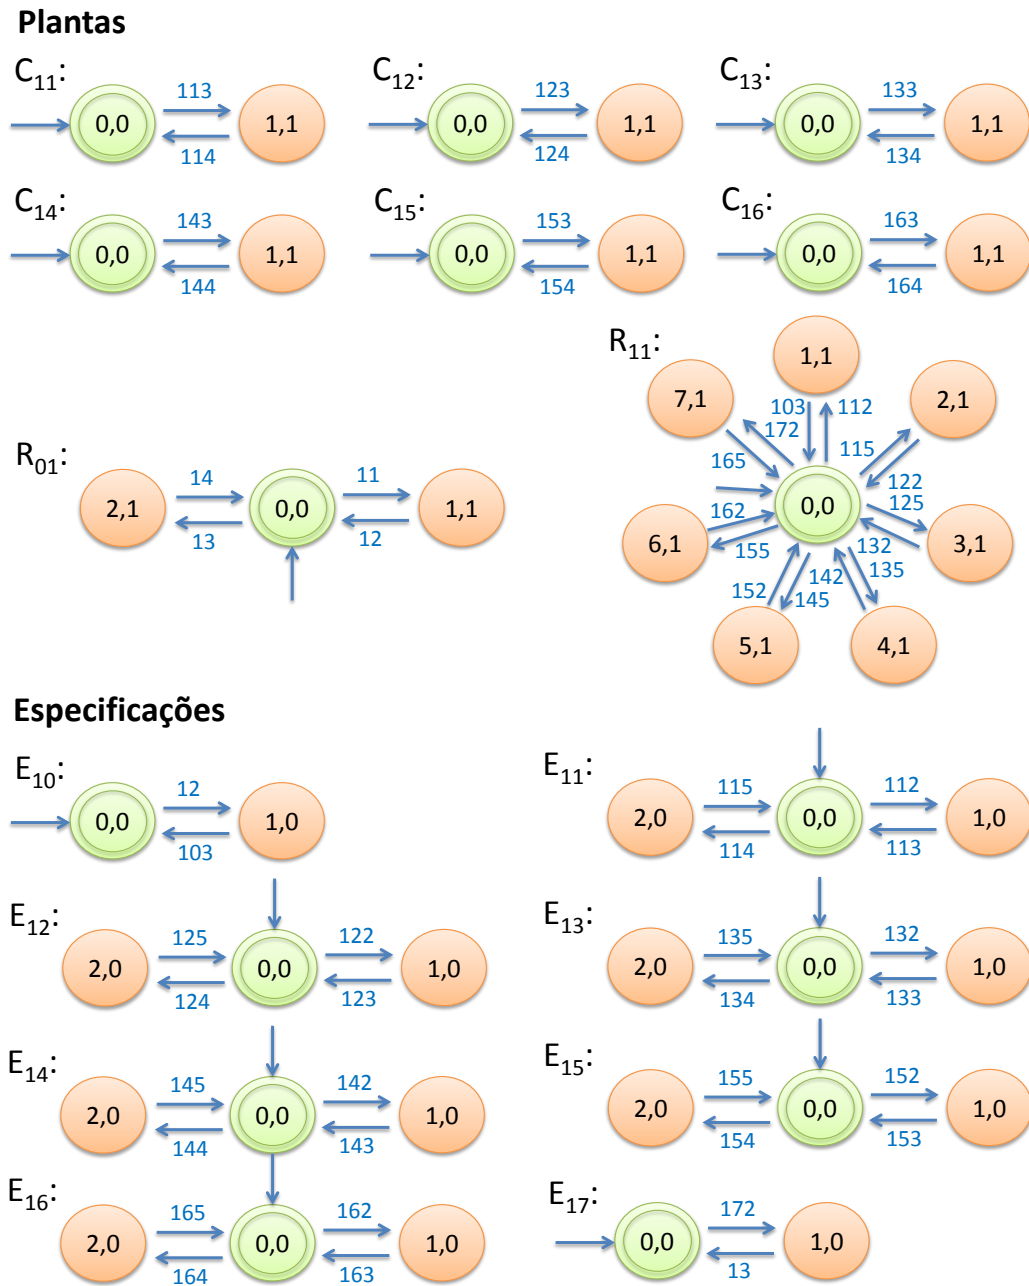 Plantas
C11: 113 C12: 123 C13: 133
0,0 1,1 0,0 1,1 0,0 1,1
114 124 134
C14: 143 C15: 153 C16: 163
0,0 1,1 0,0 1,1 0,0 1,1
144 154 164
R11:
1,1
7,1 2,1
103 112
172
115
165
122
125
0,0
162
6,1 3,1
155 132
135
152 142
145
5,1 4,1
R01:
14 11
2,1 0,0 1,1
13 12
Especificações
E10: 12
0,0 1,0
103
E11: 115 112
2,0 0,0 1,0
114 113
E12: 125 122
2,0 0,0 1,0
124 123
E13: 135 132
2,0 0,0 1,0
134 133
E14: 145 142
2,0 0,0 1,0
144 143
E15: 155 152
2,0 0,0 1,0
154 153
E16: 165 162
2,0 0,0 1,0
164 163
E17: 172
0,0 1,0
13